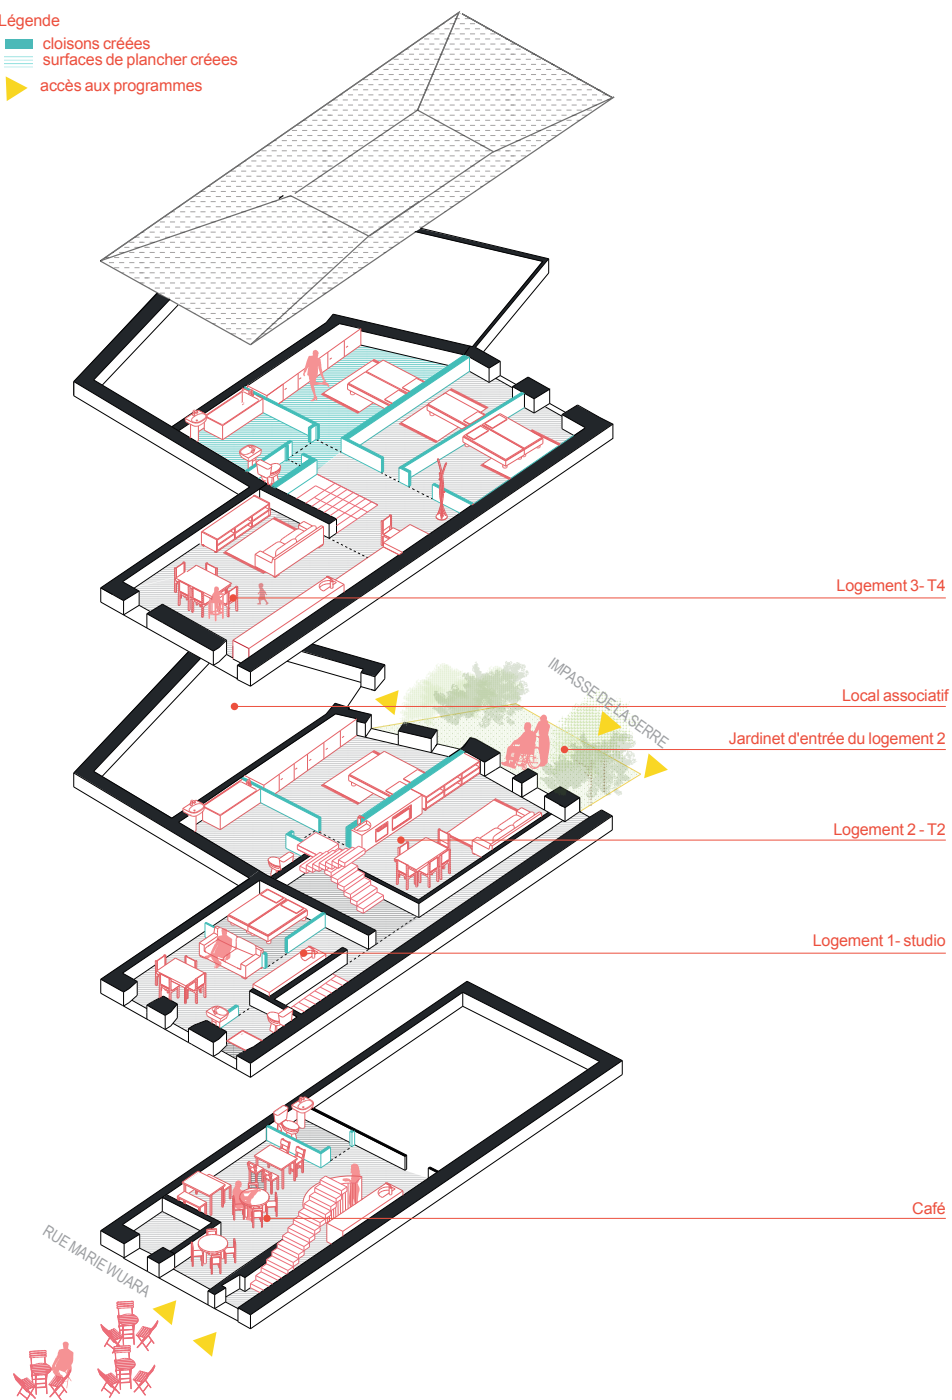 Légende
cloisons créées
surfaces de plancher créees
accès aux programmes
Logement 3- T4
IMPASSE DE LA SERRE
Local associatif
Jardinet d'entrée du logement 2
Logement 2 - T2
Logement 1- studio
Café
RUE MARIE WUARA